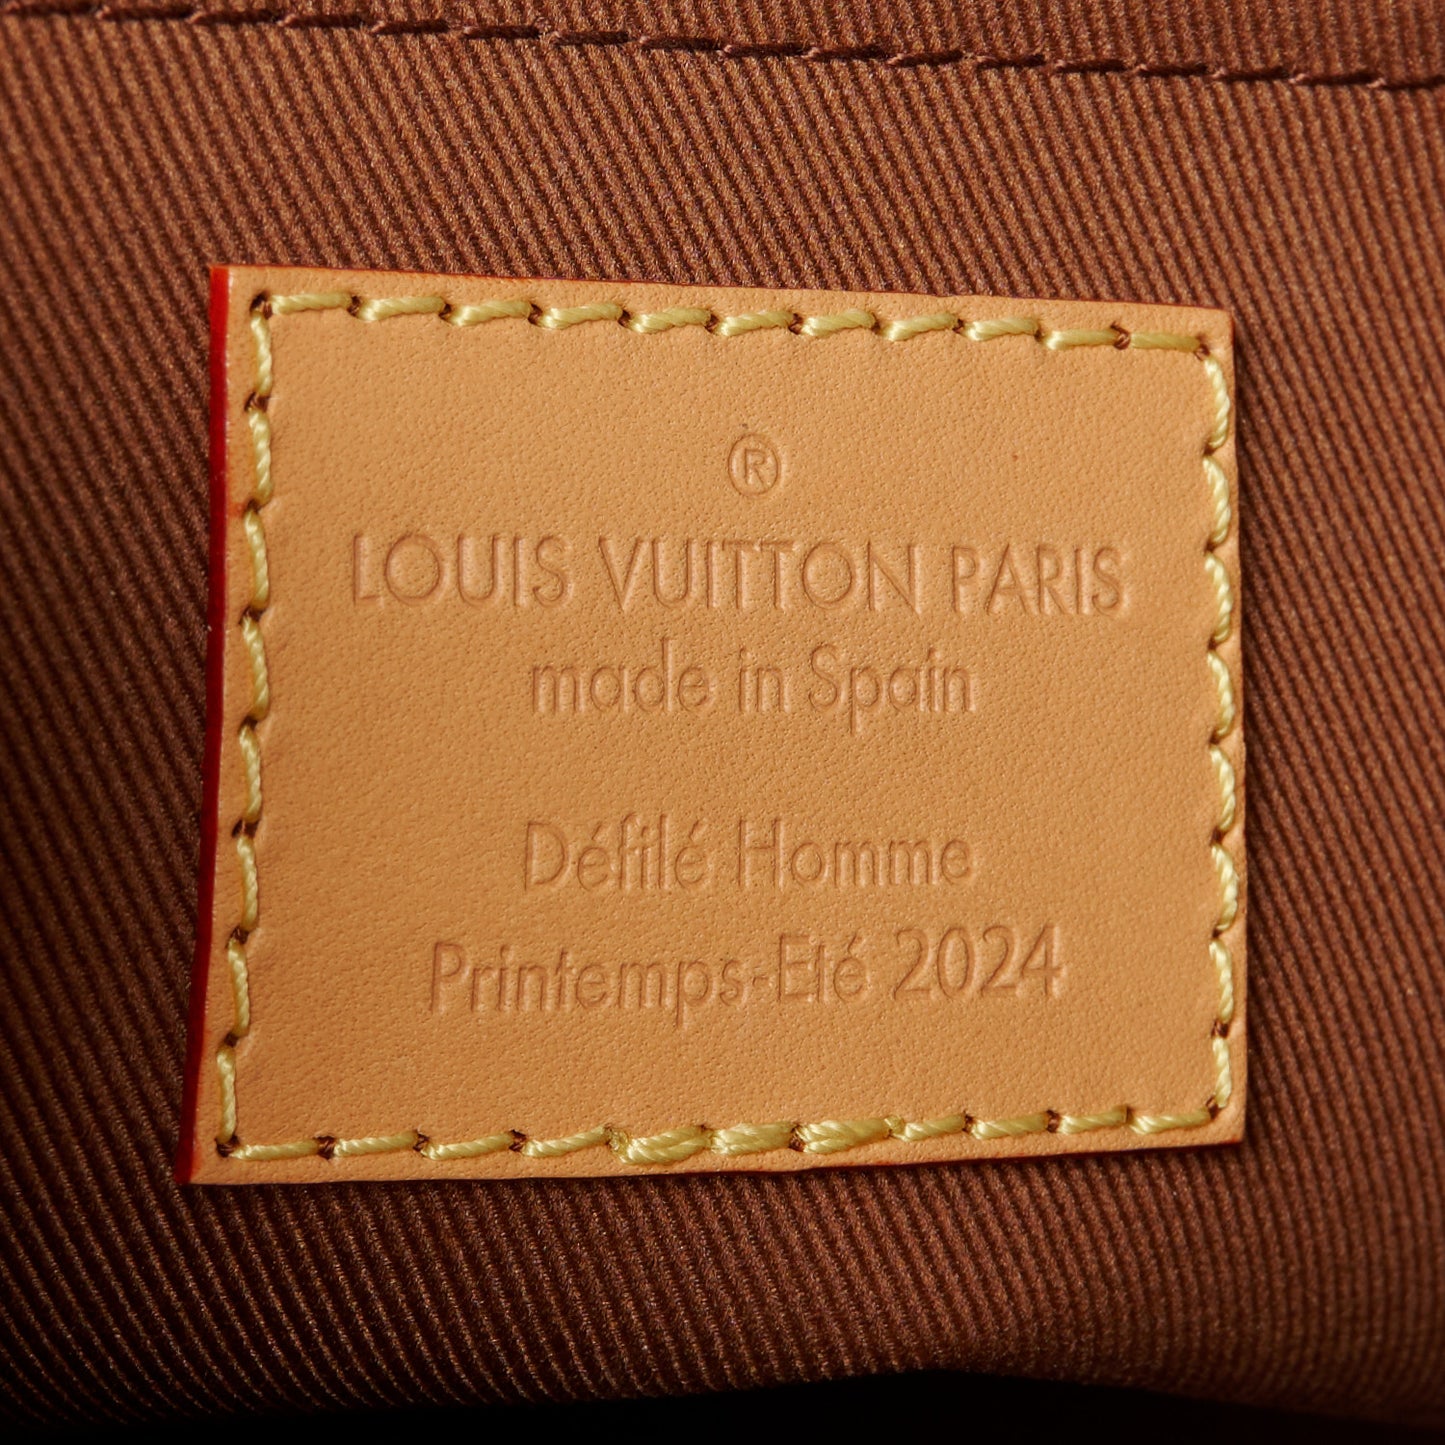 ®
LOUIS VUITTON PARIS
made in Spain
Défilé Homme
Printemps-Eté 2024